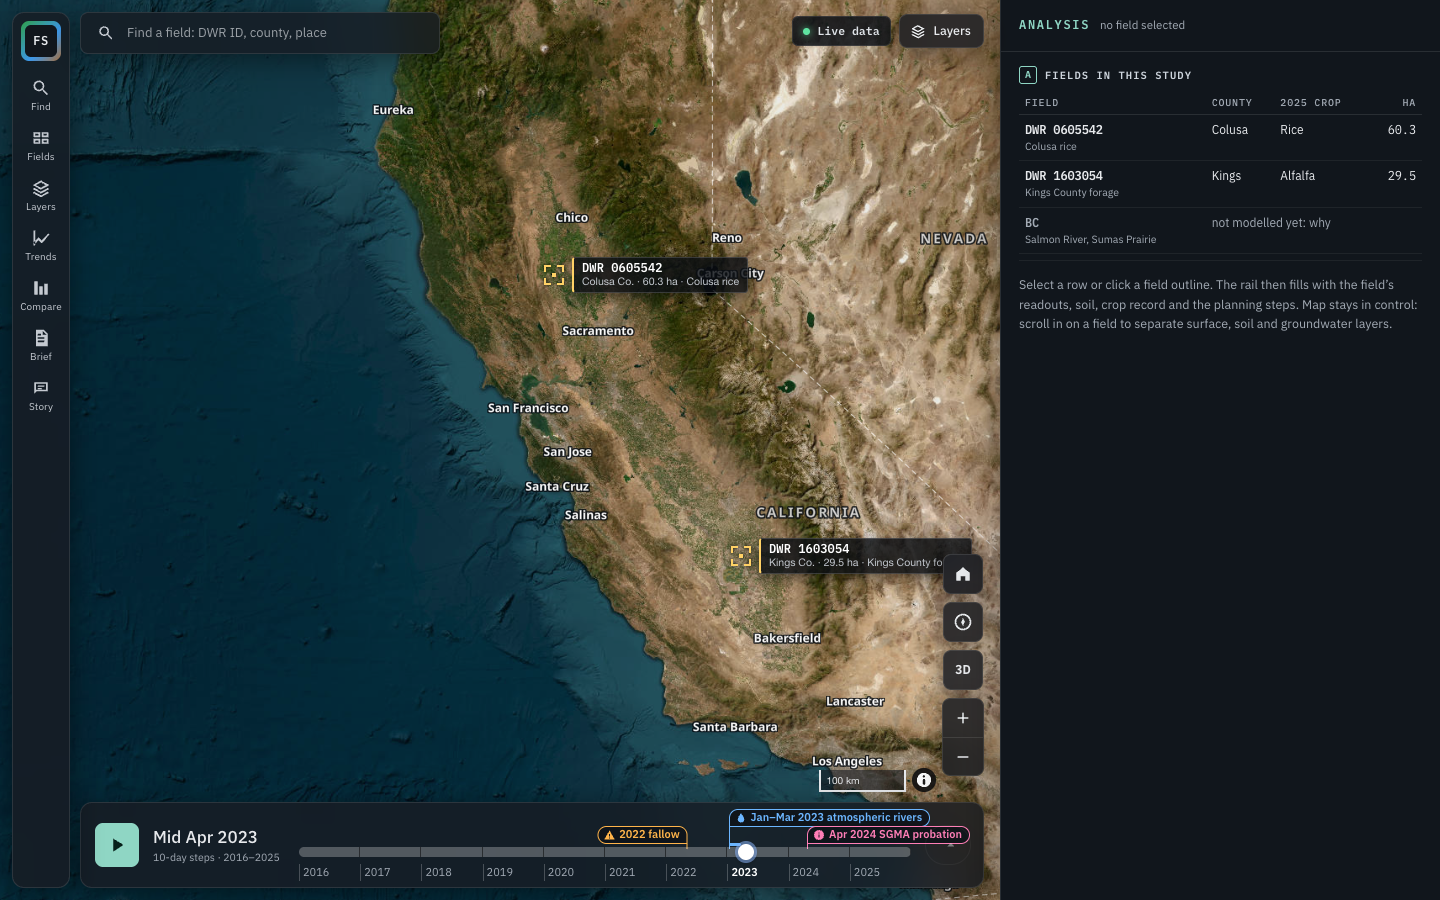 FS
Find a field: DWR ID, county, place
Live data
Layers
Find
Fields
Layers
Trends
Compare
Brief
Story
Eureka
Chico
Reno
NEVADA
Carson City
DWR 0605542
Colusa Co. · 60.3 ha · Colusa rice
Sacramento
San Francisco
San Jose
Santa Cruz
Salinas
CALIFORNIA
DWR 1603054
Kings Co. · 29.5 ha · Kings County fo
3D
Bakersfield
Lancaster
Santa Barbara
Los Angeles
100 km
Mid Apr 2023
10-day steps · 2016–2025
2022 fallow
Jan–Mar 2023 atmospheric rivers
Apr 2024 SGMA probation
2016 2017 2018 2019 2020 2021 2022 2023 2024 2025
ANALYSIS no field selected
A FIELDS IN THIS STUDY
FIELD COUNTY 2025 CROP HA
DWR 0605542 Colusa Rice 60.3
Colusa rice
DWR 1603054 Kings Alfalfa 29.5
Kings County forage
BC not modelled yet: why
Salmon River, Sumas Prairie
Select a row or click a field outline. The rail then fills with the field’s
readouts, soil, crop record and the planning steps. Map stays in control:
scroll in on a field to separate surface, soil and groundwater layers.